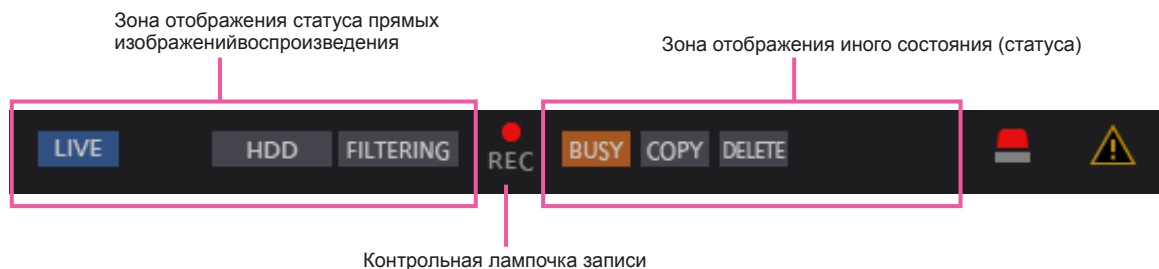 Зона отображения статуса прямых
изображенийвоспроизведения
Зона отображения иного состояния (статуса)
LIVE HDD FILTERING REC BUSY COPY DELETE
Контрольная лампочка записи